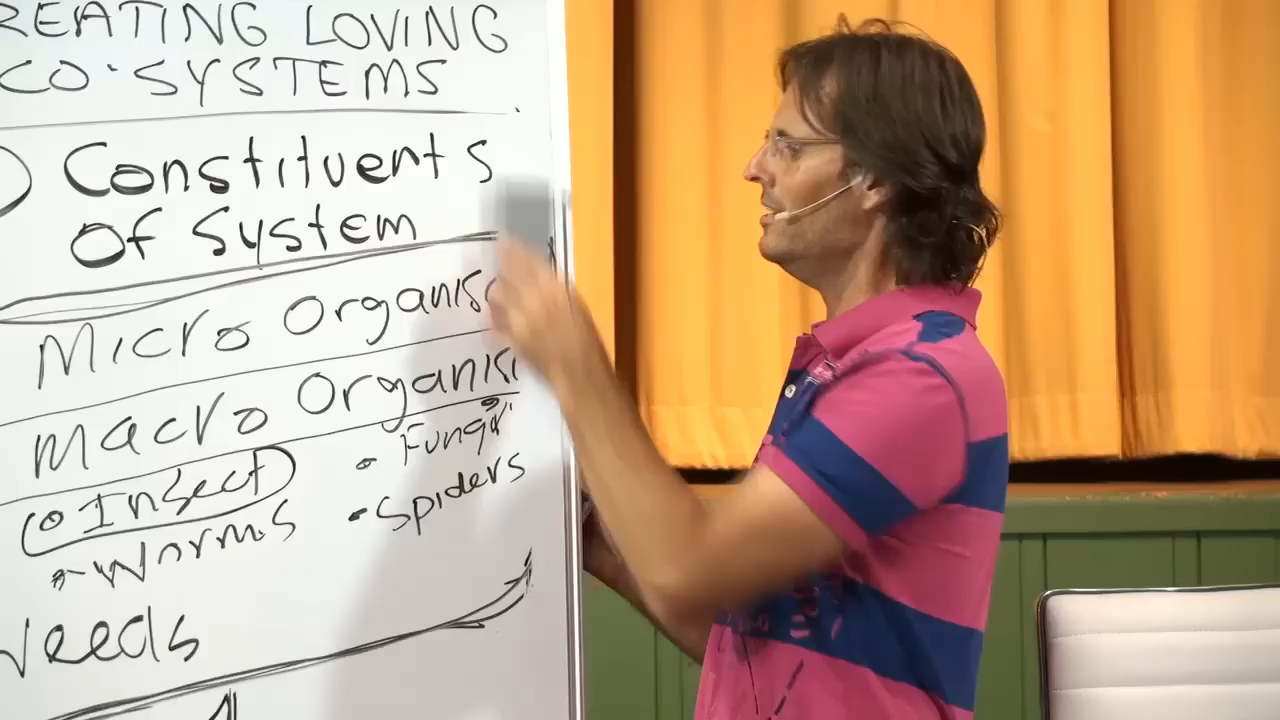 REATING LOVING
CO-SYSTEMS
Constituents
Of System
Micro Organis
Macro Organis
Insect
Fungi
Worms
Spiders
Weeds